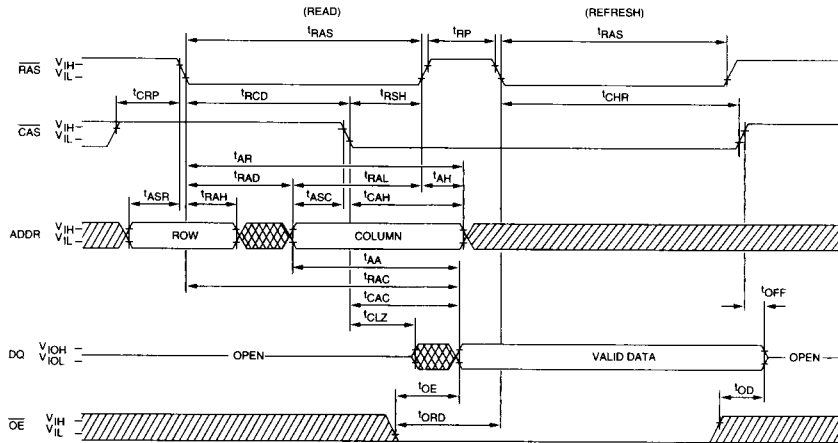 (READ) (REFRESH)
tRAS tRP tRAS
RAS VIH VIL
tCRP tRCD tRSH tCHR
CAS VIH VIL
tAR
tRAD tRAL tAH
tASR tRAH tASC tCAH
ADDR VIH VIL ROW COLUMN
tAA
tRAC
tCAC tOFF
tCLZ
DQ VIOH VIOL OPEN VALID DATA OPEN
tOE tOD
OE VIH VIL tORD